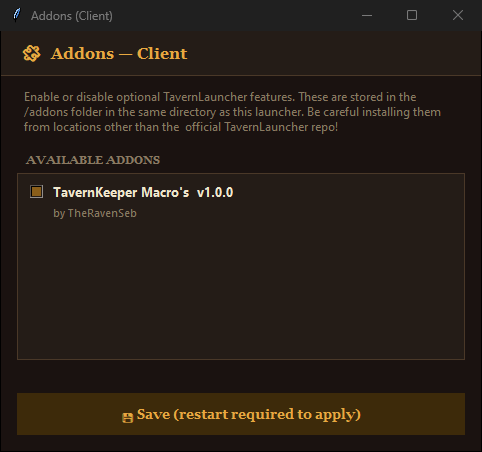 Addons (Client)
Addons — Client
Enable or disable optional TavernLauncher features. These are stored in the
/addons folder in the same directory as this launcher. Be careful installing them
from locations other than the  official TavernLauncher repo!
AVAILABLE ADDONS
TavernKeeper Macro's  v1.0.0
by TheRavenSeb
Save (restart required to apply)